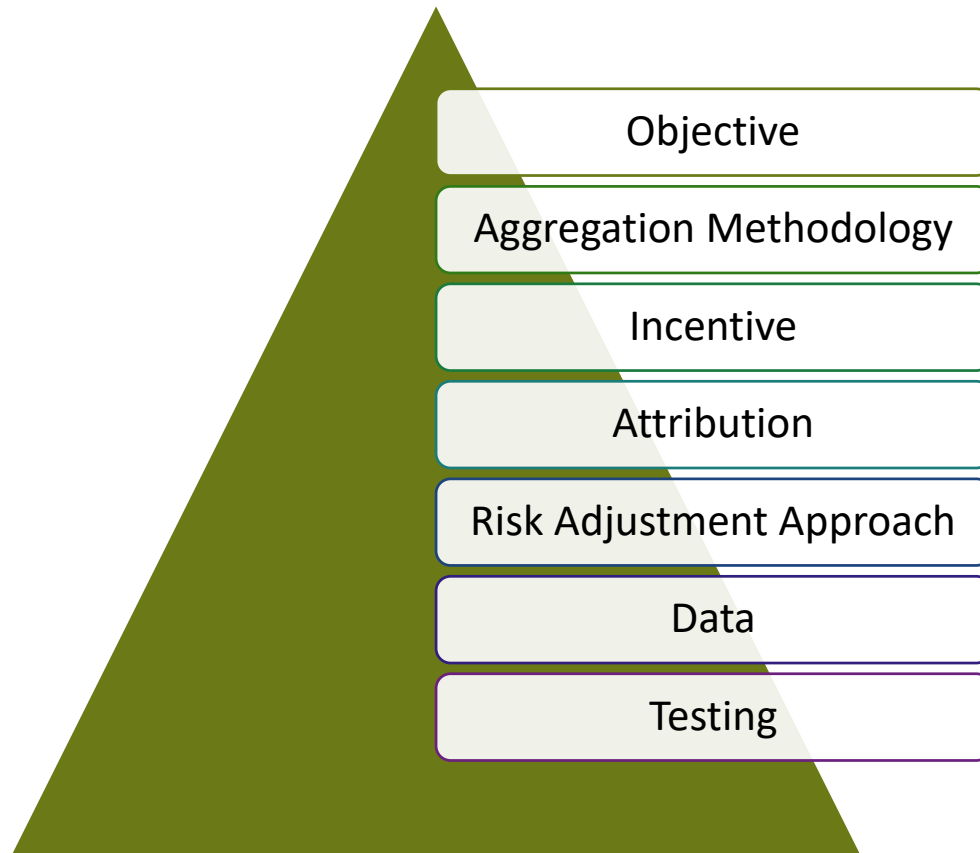 Objective
Aggregation Methodology
Incentive
Attribution
Risk Adjustment Approach
Data
Testing